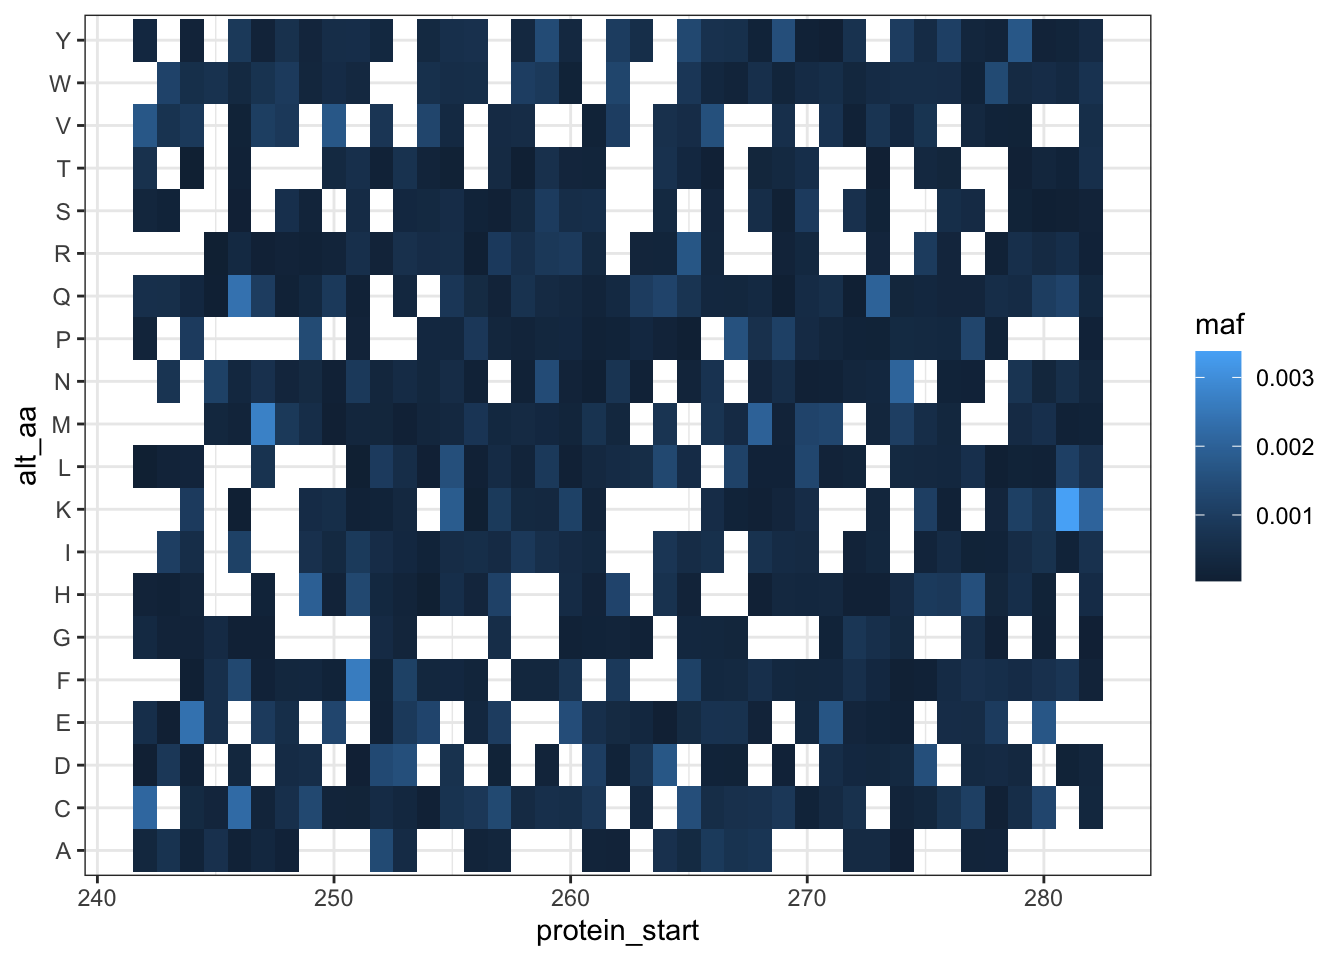 Y
W
V
T
S
R
Q
P
N
M
L
K
I
H
G
F
E
D
C
A
alt_aa
240 250 260 270 280
protein_start
maf
0.003
0.002
0.001